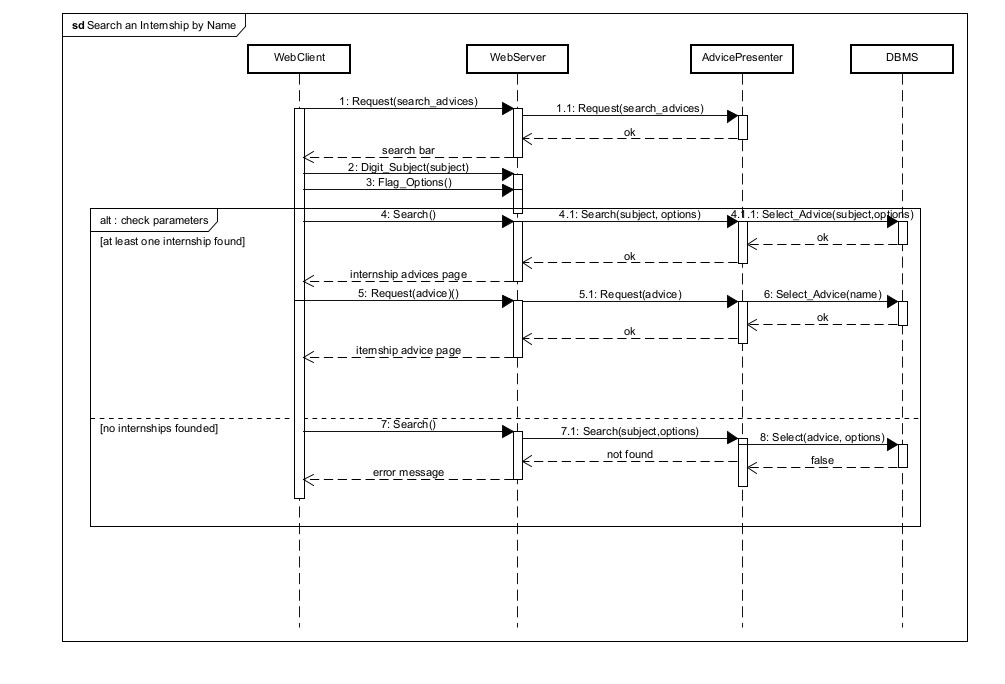 sd Search an Internship by Name
WebClient
WebServer
AdvicePresenter
DBMS
1: Request(search_advices)
1.1: Request(search_advices)
ok
search bar
2: Digit_Subject(subject)
3: Flag_Options()
alt : check parameters
4: Search()
4.1: Search(subject, options)
4.1.1: Select_Advice(subject,options)
[at least one internship found]
ok
ok
internship advices page
5: Request(advice)()
5.1: Request(advice)
6: Select_Advice(name)
ok
ok
iternship advice page
[no internships founded]
7: Search()
7.1: Search(subject,options)
8: Select(advice, options)
not found
false
error message